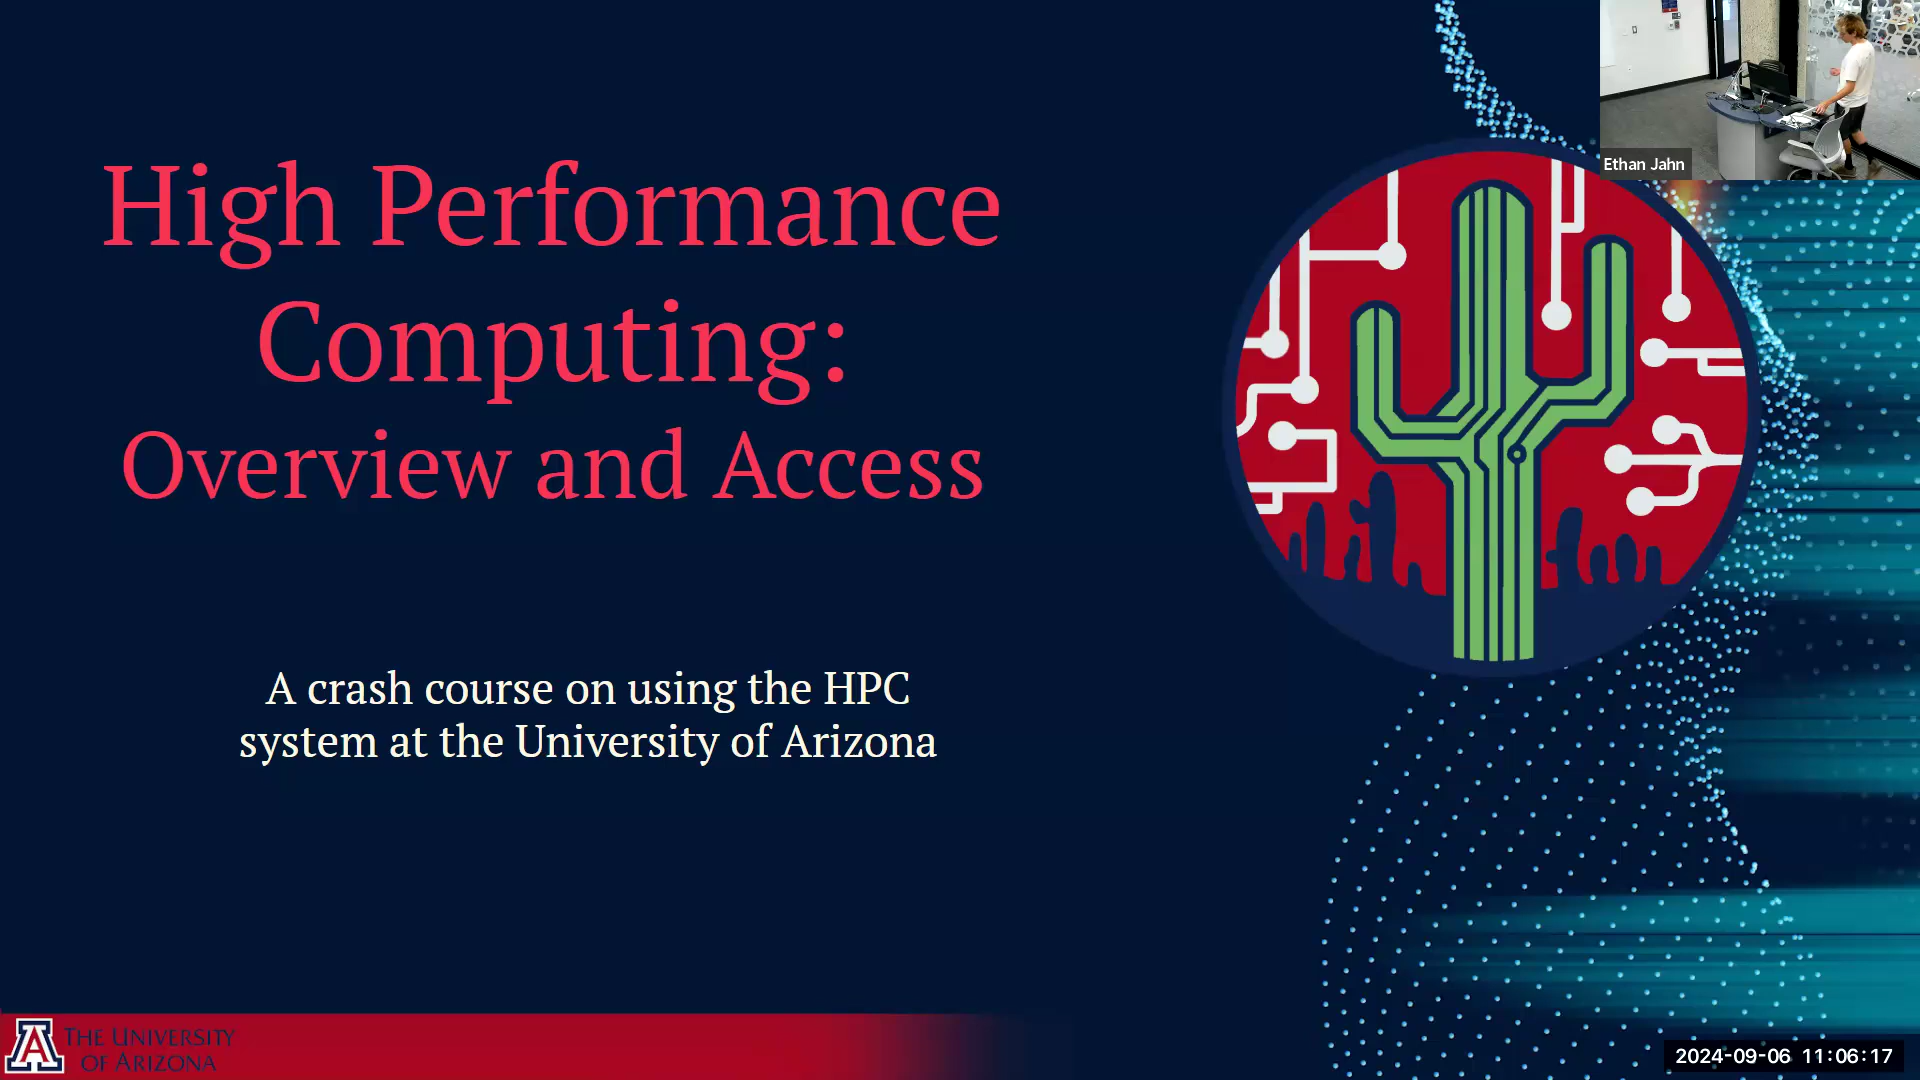 High Performance
Computing:
Overview and Access
A crash course on using the HPC
system at the University of Arizona
Ethan Jahn
A
THE UNIVERSITY
OF ARIZONA
2024-09-06 11:06:17